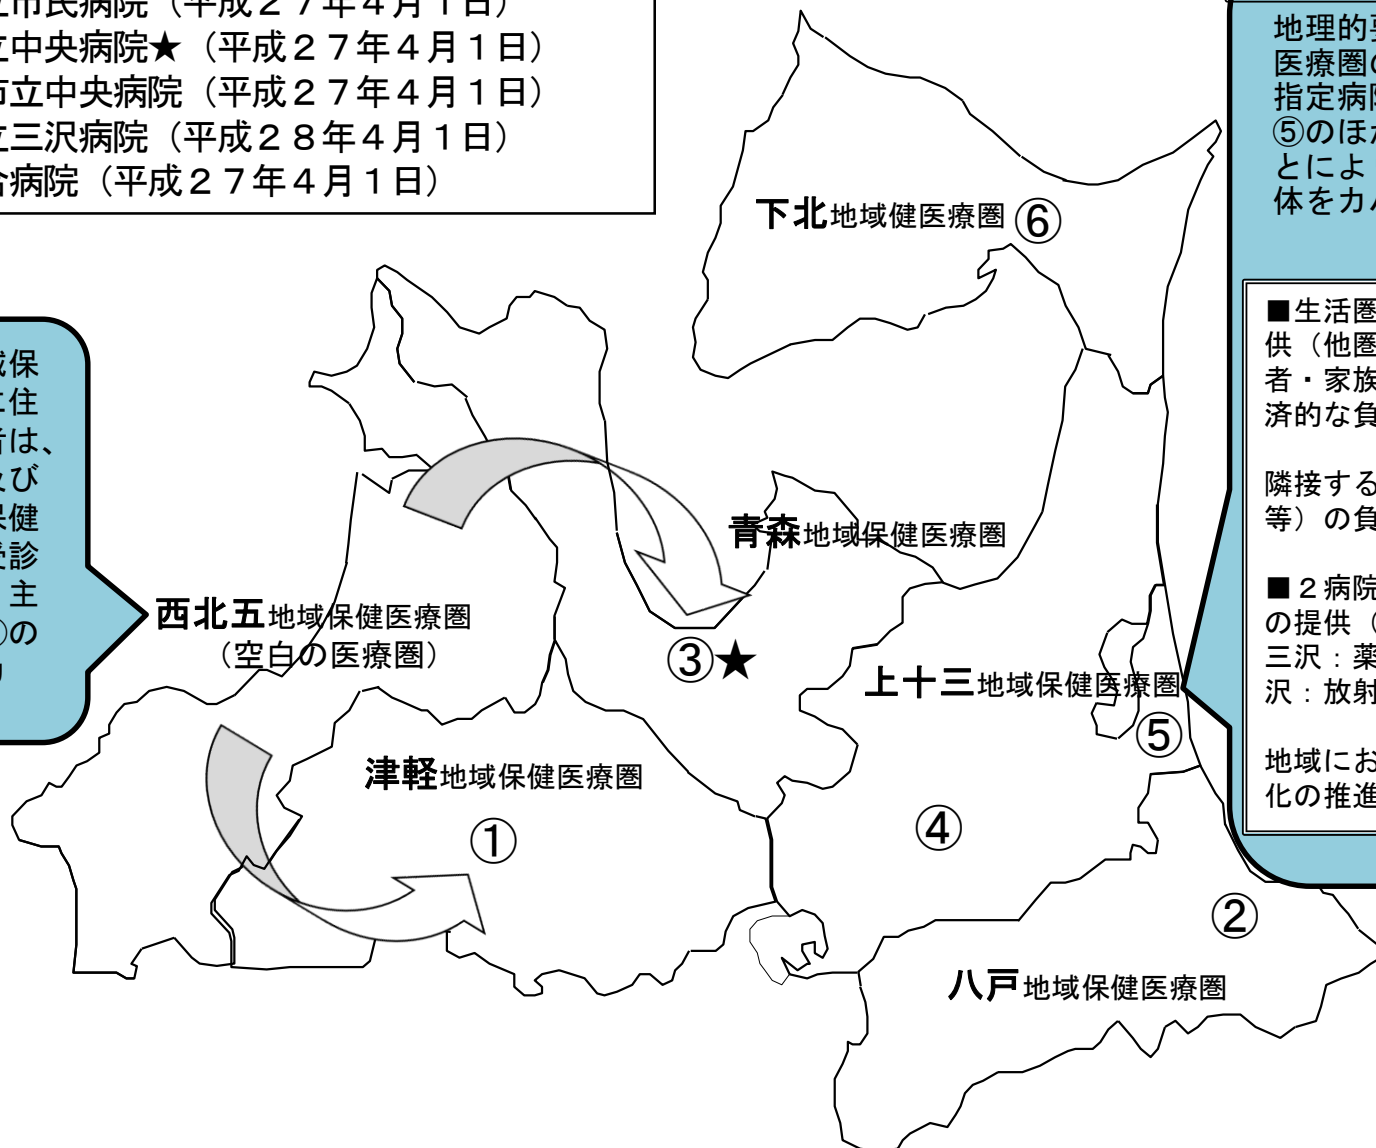 立市民病院（平成２７年４月１日）
立中央病院★（平成２７年４月１日）
市立中央病院（平成２７年４月１日）
立三沢病院（平成２８年４月１日）
合病院（平成２７年４月１日）
地理的要
医療圏の
指定病院
⑤のほか
とによ
体をカバ
下北地域健医療圏 ⑥
■生活圏
供（他圏
者・家族
済的な負
隣接する
等）の負
■２病院
の提供（
三沢：薬
沢：放射
地域にお
化の推進
域保
に住
者は、
及び
保健
受診
主
の
青森地域保健医療圏
西北五地域保健医療圏
（空白の医療圏）
③★
上十三地域保健医療圏
⑤
津軽地域保健医療圏
①
④
②
八戸地域保健医療圏